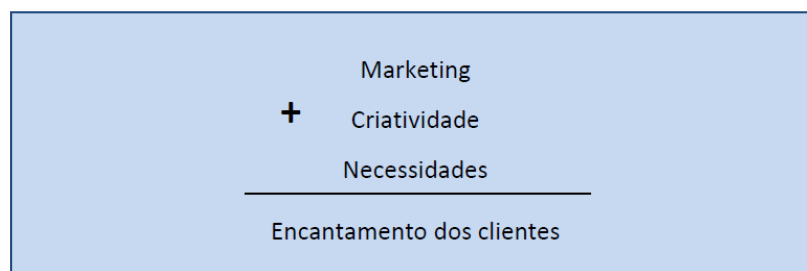 Marketing
+ Criatividade
Necessidades
Encantamento dos clientes